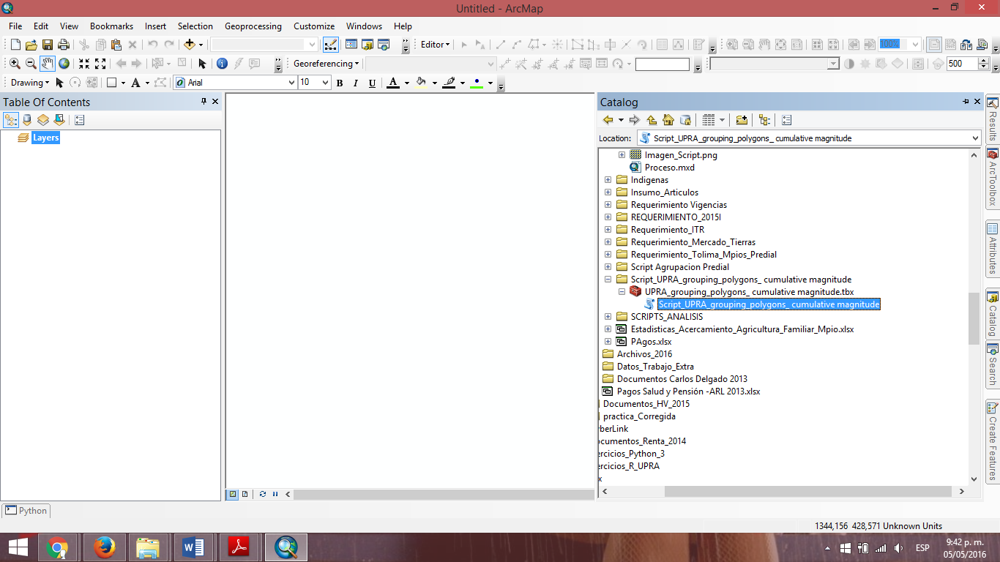 Untitled - ArcMap
File Edit View Bookmarks Insert Selection Geoprocessing Customize Windows Help
Editor
100%
Georeferencing
500
Drawing
A
Arial
10
B I U A
Table Of Contents
Layers
Catalog
Location: Script_UPRA_grouping_polygons_ cumulative magnitude
Imagen_Script.png
Proceso.mxd
Indigenas
Insumo_Articulos
Requerimiento Vigencias
REQUERIMIENTO_2015I
Requerimiento_ITR
Requerimiento_Mercado_Tierras
Requerimiento_Tolima_Mpios_Predial
Script Agrupacion Predial
Script_UPRA_grouping_polygons_ cumulative magnitude
UPRA_grouping_polygons_ cumulative magnitude.tbx
Script_UPRA_grouping_polygons_ cumulative magnitude
SCRIPTS_ANALISIS
Estadisticas_Acercamiento_Agricultura_Familiar_Mpio.xlsx
PAgos.xlsx
Archivos_2016
Datos_Trabajo_Extra
Documentos Carlos Delgado 2013
Pagos Salud y Pensión -ARL 2013.xlsx
Documentos_HV_2015
practica_Corregida
rberLink
ocumentos_Renta_2014
ercicios_Python_3
ercicios_R_UPRA
x
Results
ArcToolbox
Attributes
Catalog
Search
Create Features
Python
1344,156 428,571 Unknown Units
ESP
9:42 p. m.
05/05/2016